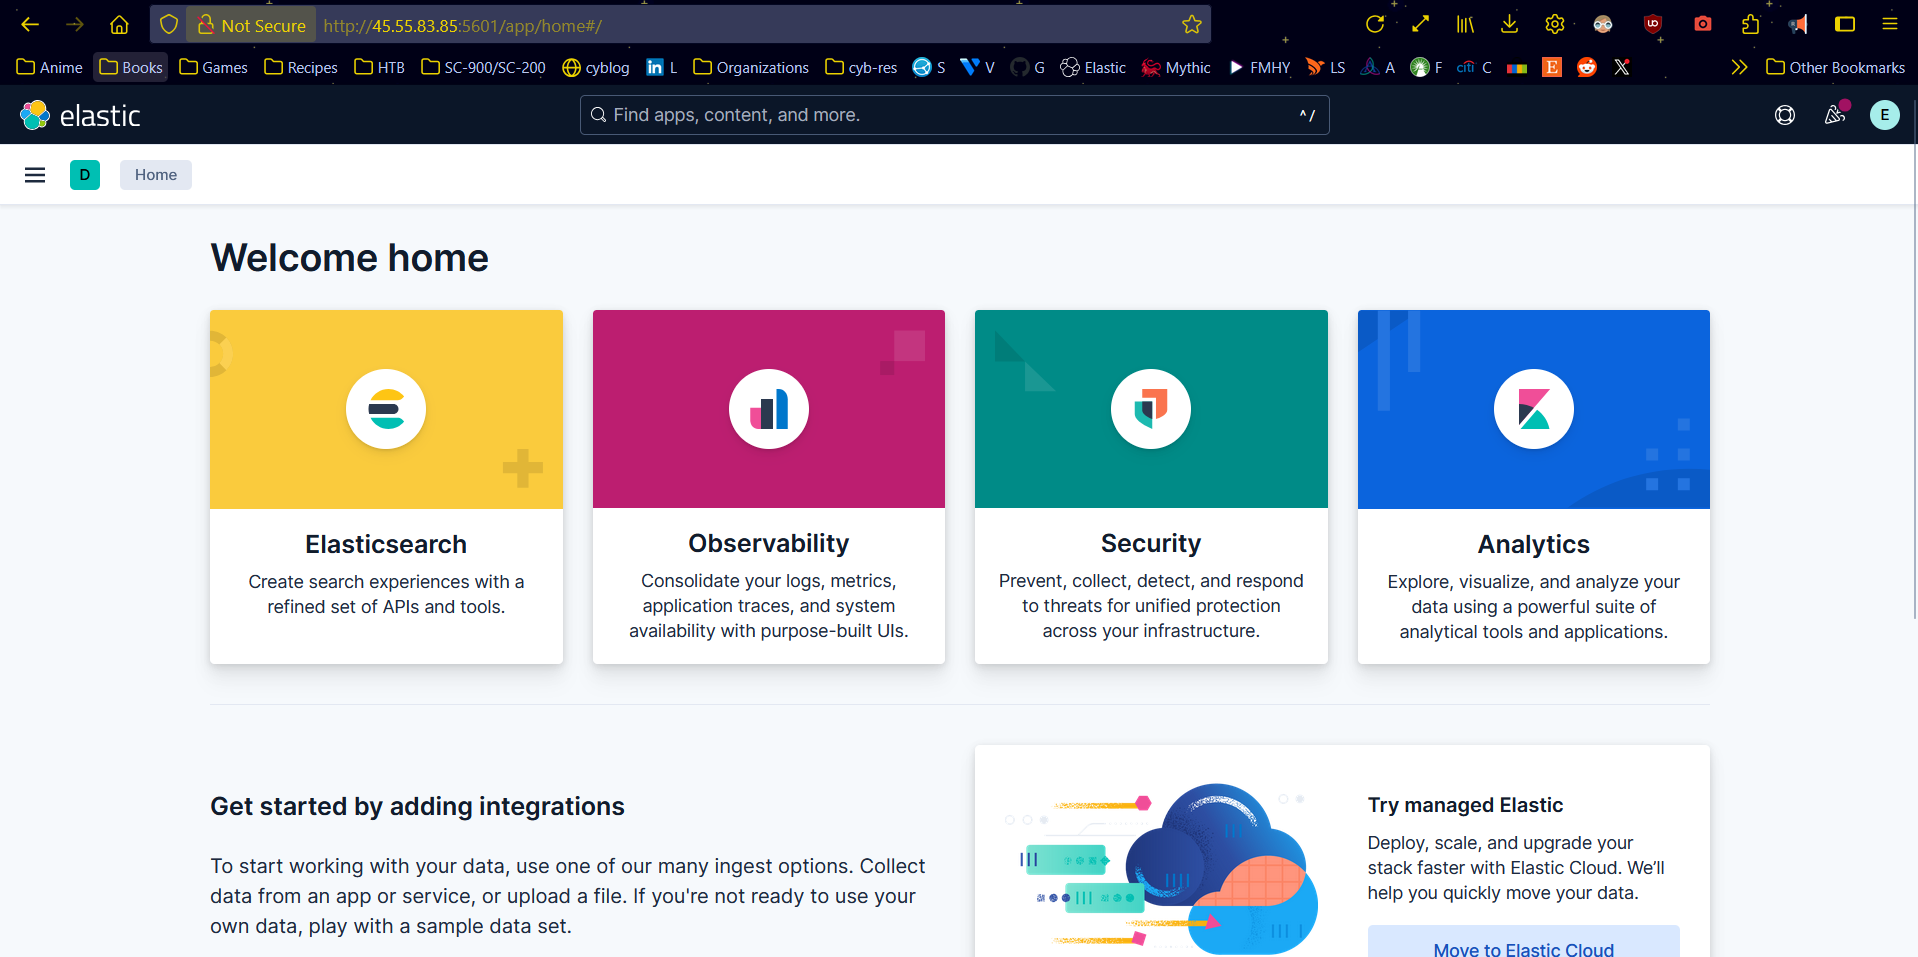 Not Secure
http://45.55.83.85:5601/app/home#/
Anime
Books
Games
Recipes
HTB
SC-900/SC-200
cyblog
L
Organizations
cyb-res
S
V
G
Elastic
Mythic
FMHY
LS
A
F
citi C
E
X
Other Bookmarks
elastic
Find apps, content, and more.
^/
E
D
Home
Welcome home
Elasticsearch
Create search experiences with a
refined set of APIs and tools.
Observability
Consolidate your logs, metrics,
application traces, and system
availability with purpose-built UIs.
Security
Prevent, collect, detect, and respond
to threats for unified protection
across your infrastructure.
Analytics
Explore, visualize, and analyze your
data using a powerful suite of
analytical tools and applications.
Get started by adding integrations
To start working with your data, use one of our many ingest options. Collect
data from an app or service, or upload a file. If you're not ready to use your
own data, play with a sample data set.
Try managed Elastic
Deploy, scale, and upgrade your
stack faster with Elastic Cloud. We’ll
help you quickly move your data.
Move to Elastic Cloud